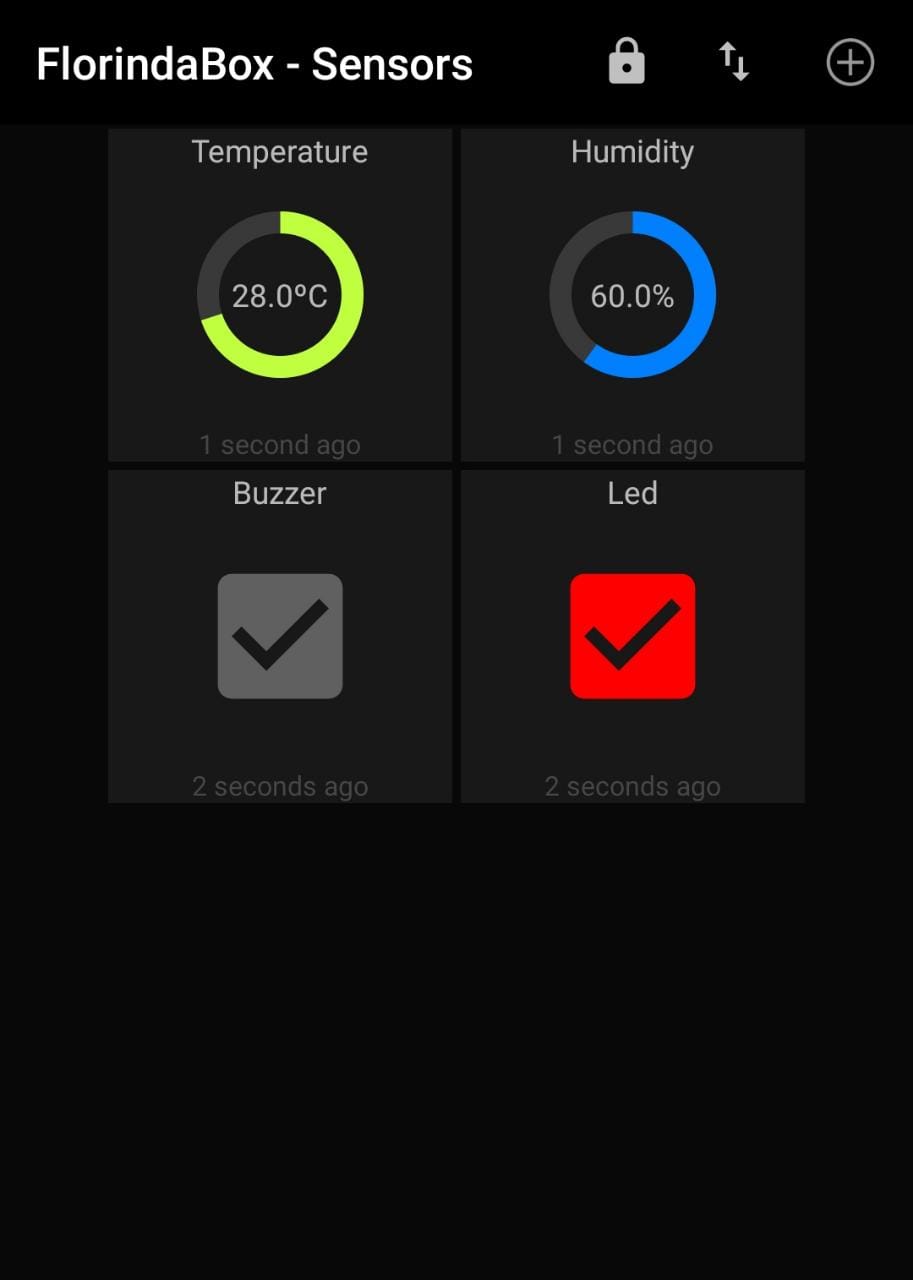 FlorindaBox - Sensors
Temperature
Humidity
28.0ºC
60.0%
1 second ago
1 second ago
Buzzer
Led
2 seconds ago
2 seconds ago